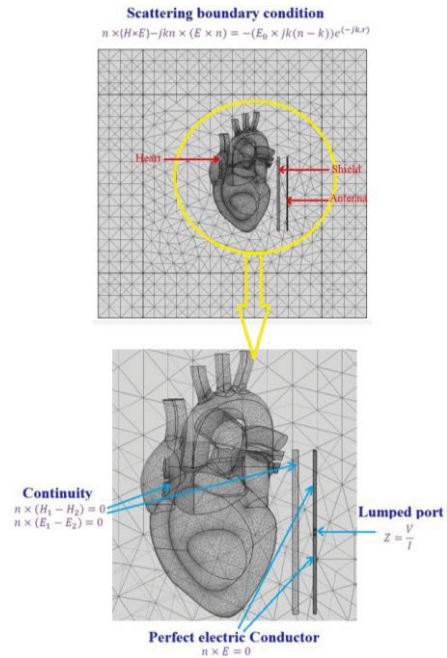 Scattering boundary condition
n ×(H×E)−jkn × (E × n) = −(E₀ × jk(n − k))e^(−jk.r)
Heart
Shield
Antenna
Continuity
n × (H₁ − H₂) = 0
n × (E₁ − E₂) = 0
Lumped port
Z = V/I
Perfect electric Conductor
n × E = 0